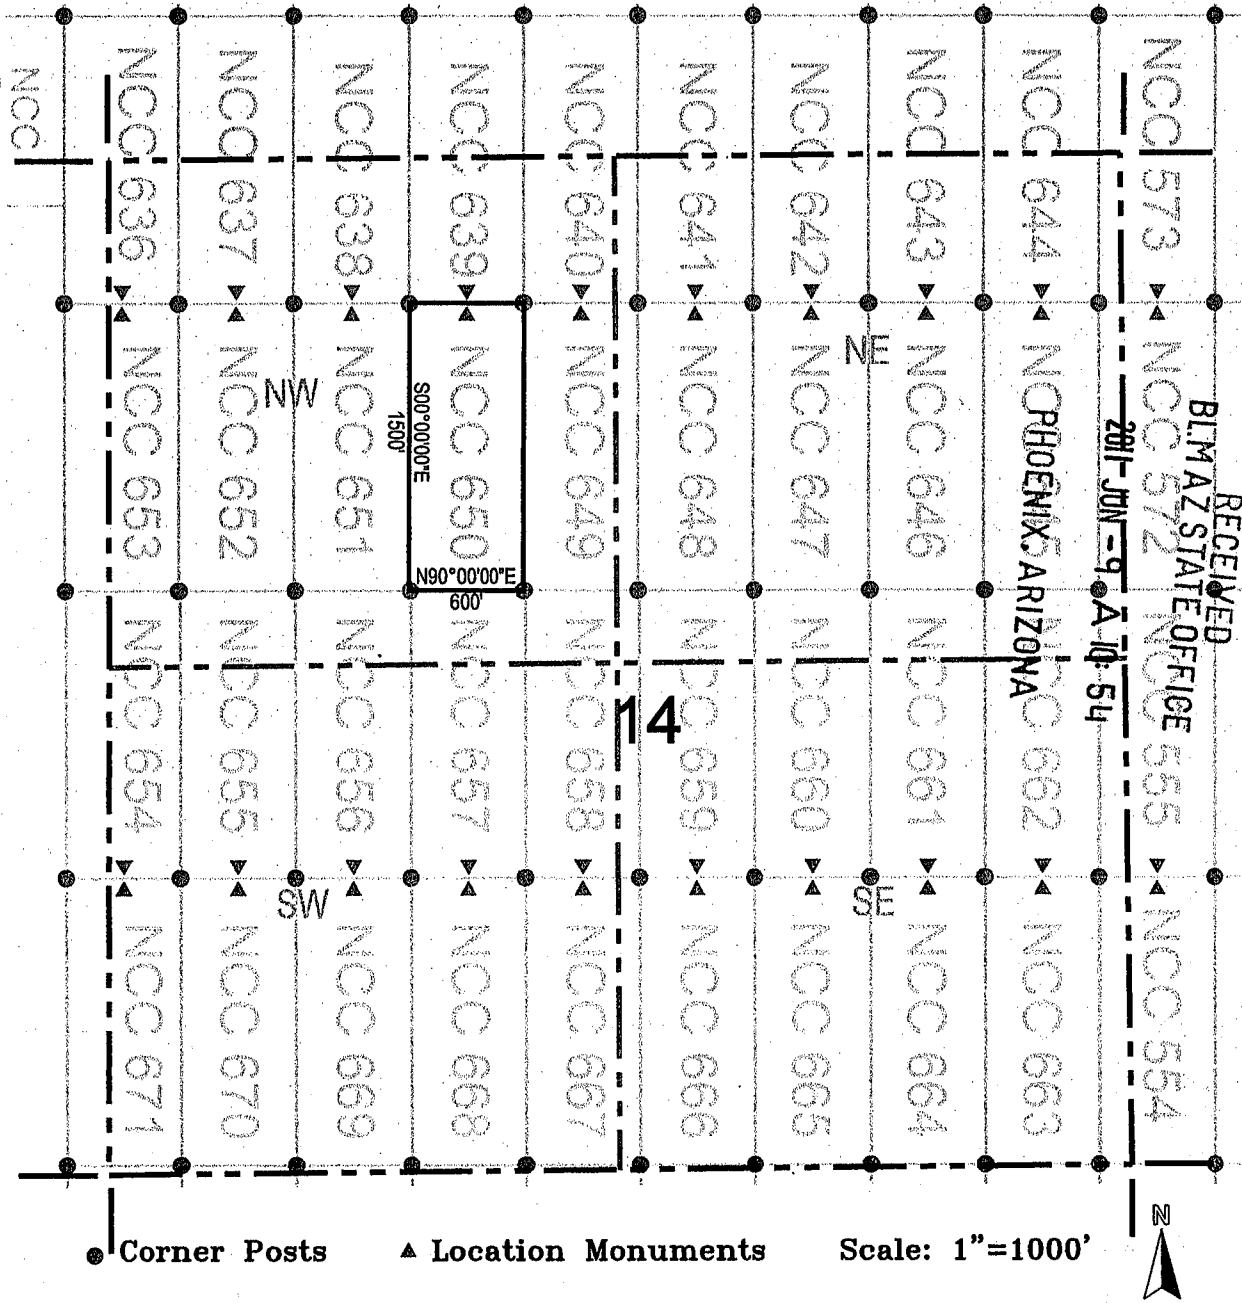 NCC
NCC 636
NCC 637
NCC 638
NCC 639
NCC 640
NCC 641
NCC 642
NCC 643
NCC 644
NCC 573
NW
NE
NCC 653
NCC 652
NCC 651
NCC 650
NCC 649
NCC 648
NCC 647
NCC 646
NCC 572
S00°00'00"E
1500'
N90°00'00"E
600'
RECEIVED
BLM AZ STATE OFFICE
2011 JUN -9 A 10:54
PHOENIX, ARIZONA
14
NCC 654
NCC 655
NCC 656
NCC 657
NCC 658
NCC 659
NCC 660
NCC 661
NCC 662
NCC 555
SW
SE
NCC 671
NCC 670
NCC 669
NCC 668
NCC 667
NCC 666
NCC 665
NCC 664
NCC 663
NCC 554
Corner Posts
Location Monuments
Scale: 1"=1000'
N